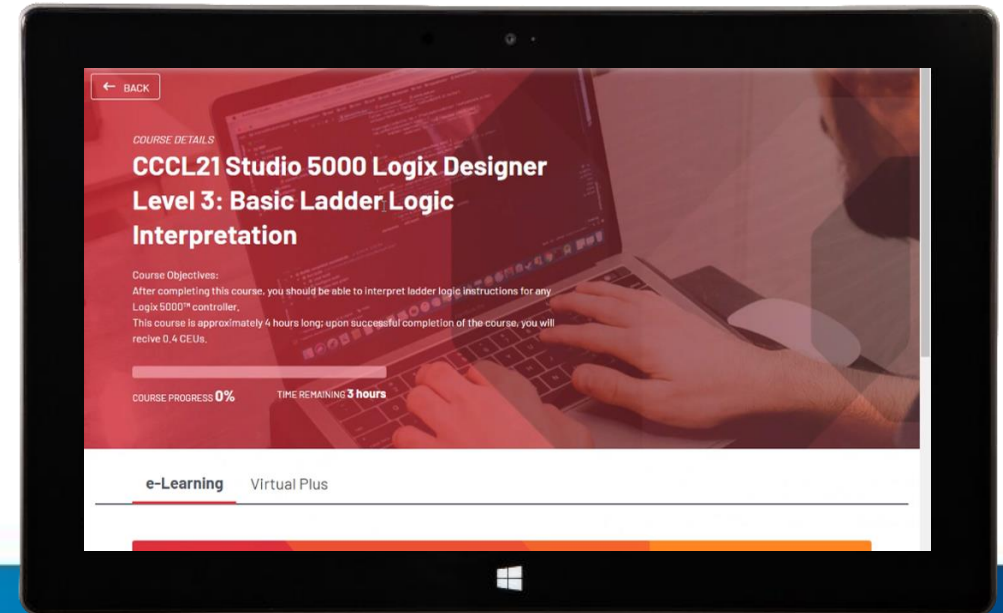 ← BACK
COURSE DETAILS
CCCL21 Studio 5000 Logix Designer
Level 3: Basic Ladder Logic
Interpretation
Course Objectives:
After completing this course, you should be able to interpret ladder logic instructions for any
Logix 5000™ controller.
This course is approximately 4 hours long; upon successful completion of the course, you will
recive 0.4 CEUs.
COURSE PROGRESS 0% TIME REMAINING 3 hours
e-Learning Virtual Plus